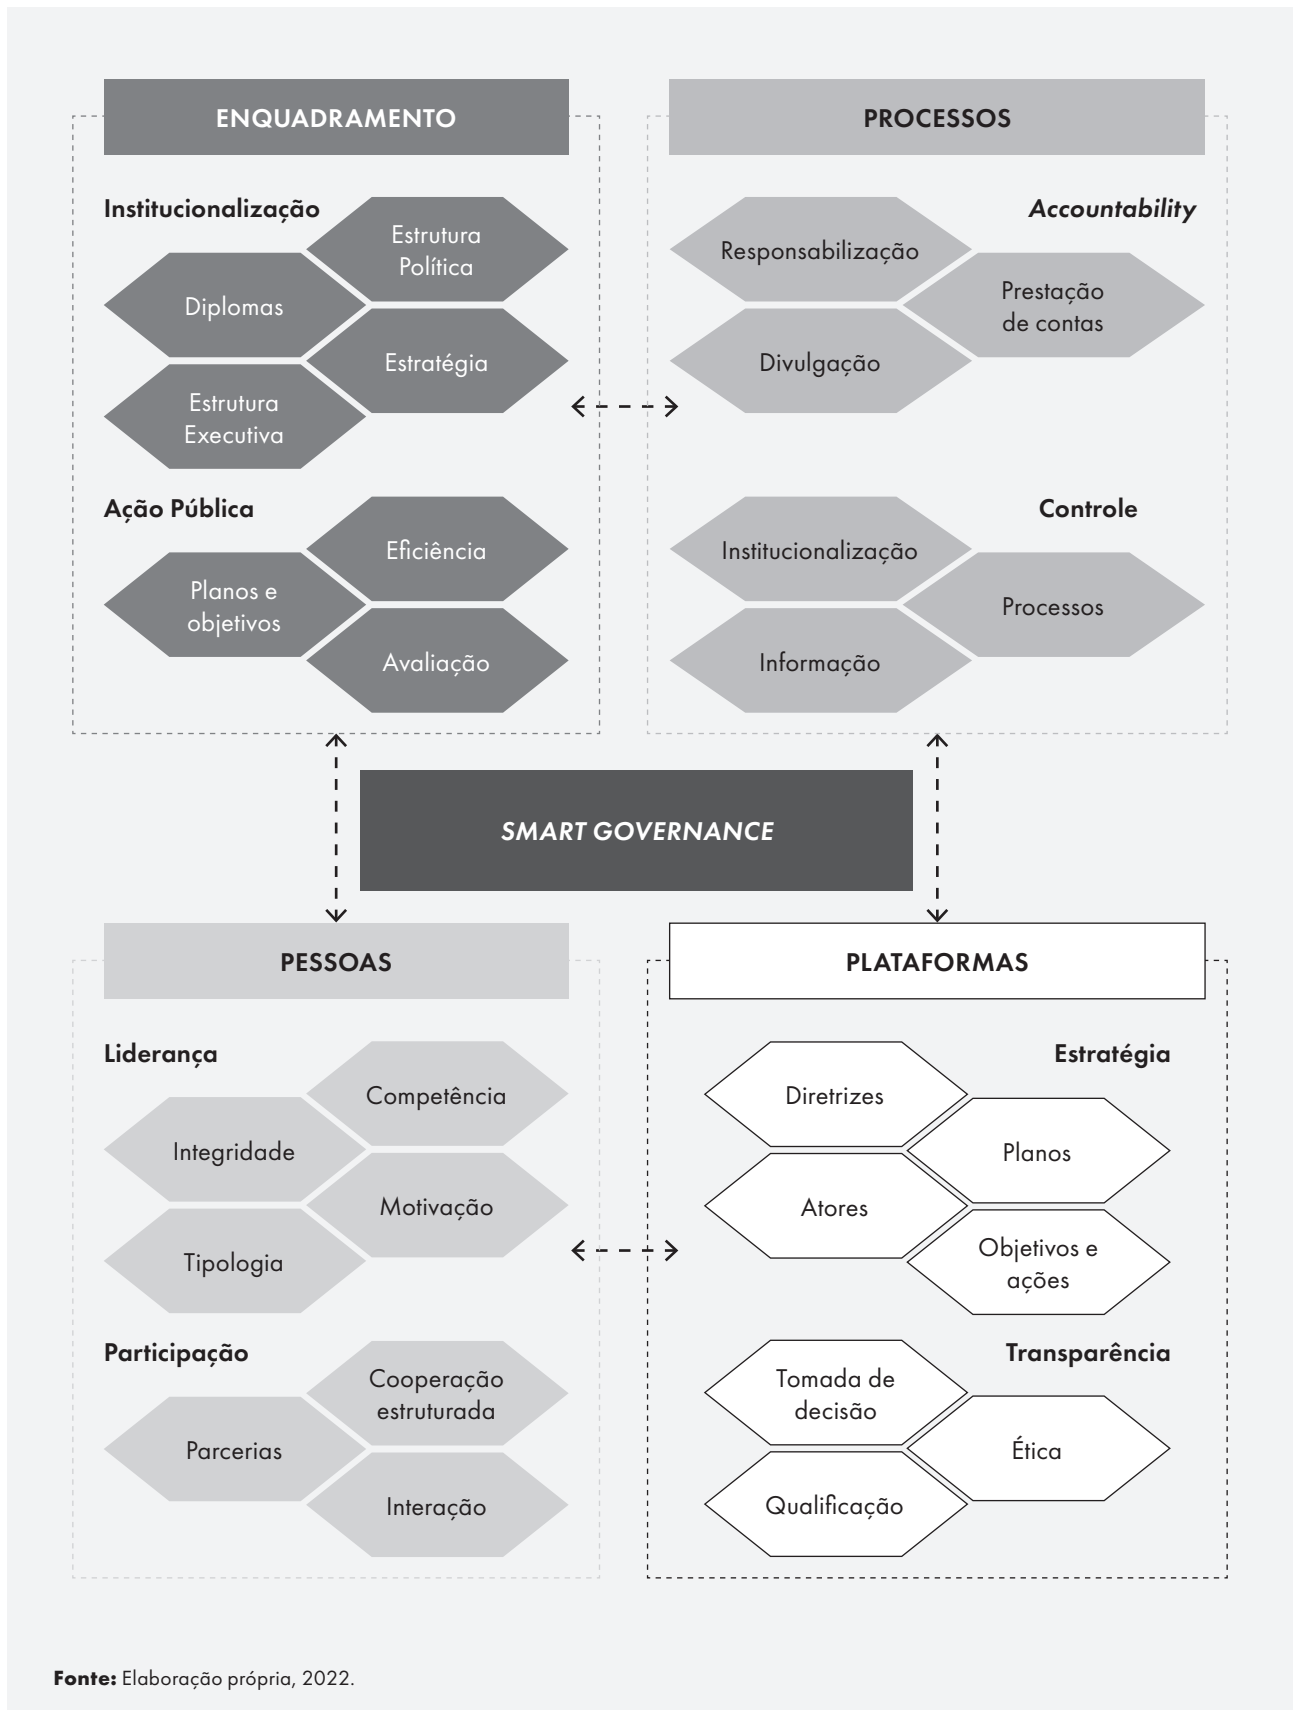 ENQUADRAMENTO
Institucionalização
Estrutura
Política
Diplomas
Estratégia
Estrutura
Executiva
Ação Pública
Eficiência
Planos e
objetivos
Avaliação
PROCESSOS
Accountability
Responsabilização
Prestação
de contas
Divulgação
Controle
Institucionalização
Processos
Informação
SMART GOVERNANCE
PESSOAS
Liderança
Competência
Integridade
Motivação
Tipologia
Participação
Cooperação
estruturada
Parcerias
Interação
PLATAFORMAS
Estratégia
Diretrizes
Planos
Atores
Objetivos e
ações
Transparência
Tomada de
decisão
Ética
Qualificação
Fonte: Elaboração própria, 2022.